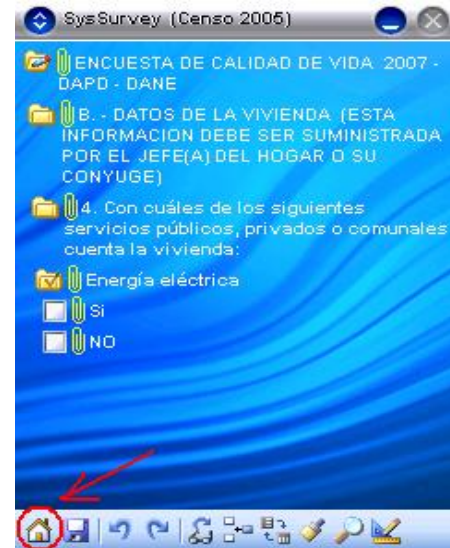 SysSurvey (Censo 2005)
ENCUESTA DE CALIDAD DE VIDA 2007 -
DAPD - DANE
B. - DATOS DE LA VIVIENDA (ESTA
INFORMACION DEBE SER SUMINISTRADA
POR EL JEFE(A) DEL HOGAR O SU
CONYUGE)
4. Con cuáles de los siguientes
servicios públicos, privados o comunales
cuenta la vivienda:
Energía eléctrica
Si
NO